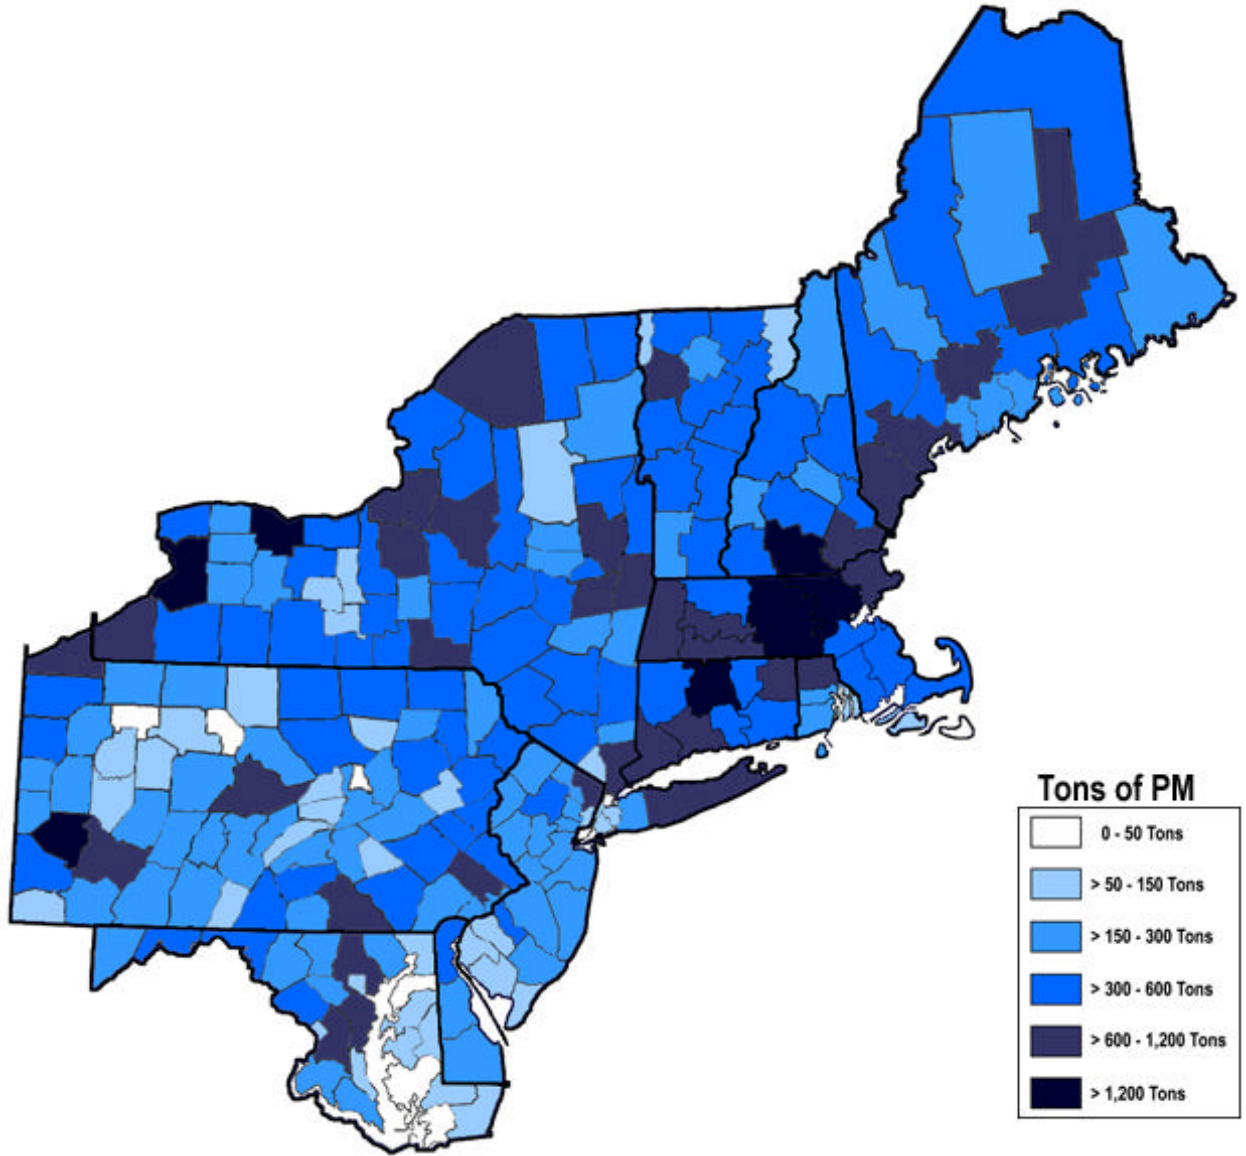 Tons of PM
0 - 50 Tons
> 50 - 150 Tons
> 150 - 300 Tons
> 300 - 600 Tons
> 600 - 1,200 Tons
> 1,200 Tons